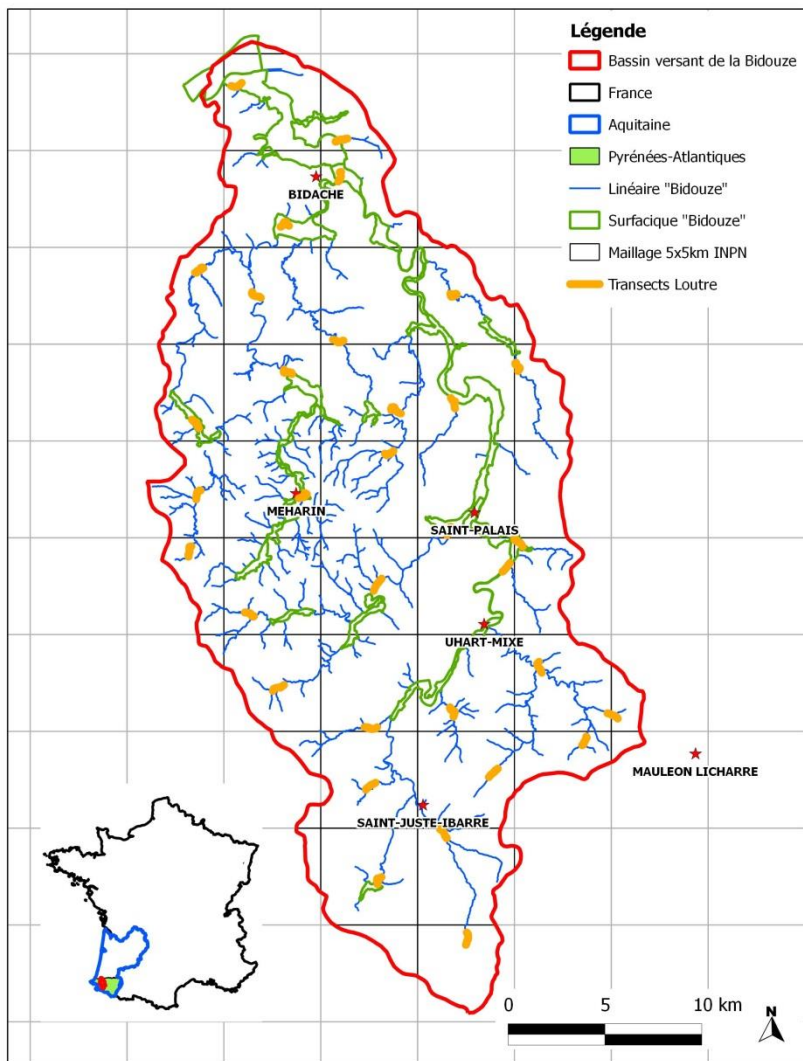 Légende
Bassin versant de la Bidouze
France
Aquitaine
Pyrénées-Atlantiques
Linéaire "Bidouze"
Surfacique "Bidouze"
Maillage 5x5km INPN
Transects Loutre
BIDACHE
MEHARIN
SAINT-PALAIS
UHART-MIXE
MAULEON LICHARRE
SAINT-JUSTE-IBARRE
0 5 10 km
N